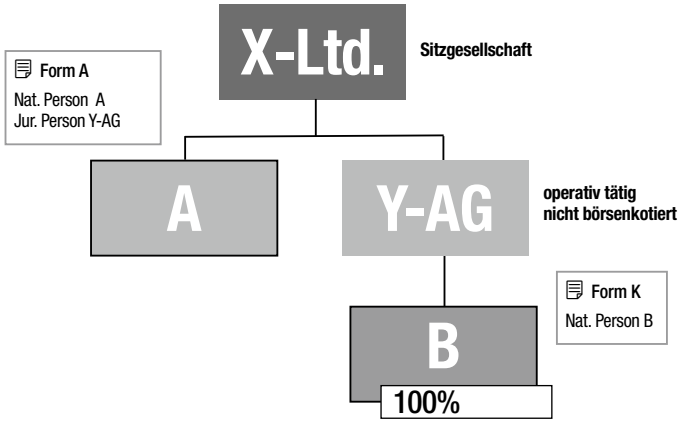 X-Ltd.
Sitzgesellschaft
Form A
Nat. Person A
Jur. Person Y-AG
A
Y-AG
operativ tätig
nicht börsenkotiert
Form K
Nat. Person B
B
100%